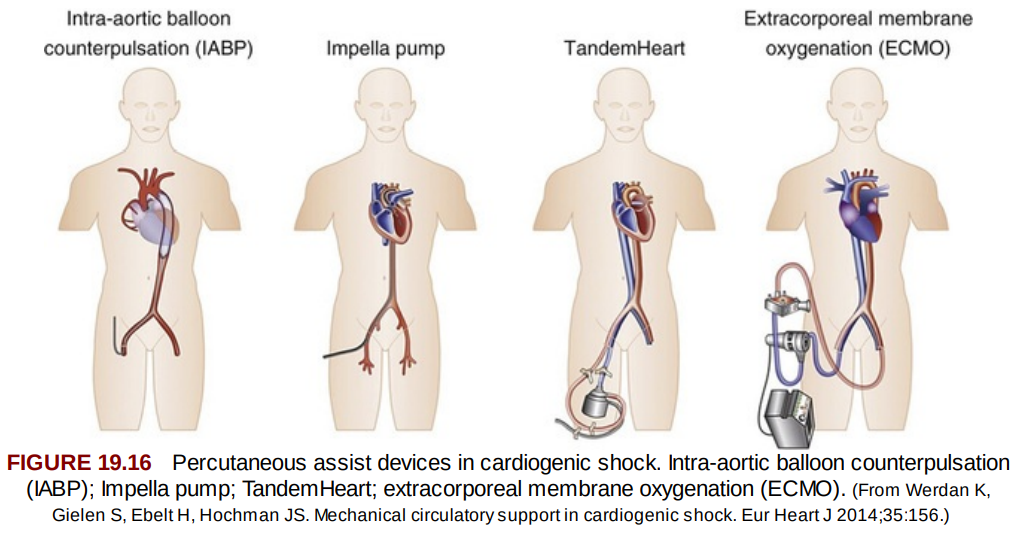 Intra-aortic balloon
counterpulsation (IABP)
Impella pump
TandemHeart
Extracorporeal membrane
oxygenation (ECMO)
FIGURE 19.16 Percutaneous assist devices in cardiogenic shock. Intra-aortic balloon counterpulsation
(IABP); Impella pump; TandemHeart; extracorporeal membrane oxygenation (ECMO). (From Werdan K,
Gielen S, Ebelt H, Hochman JS. Mechanical circulatory support in cardiogenic shock. Eur Heart J 2014;35:156.)